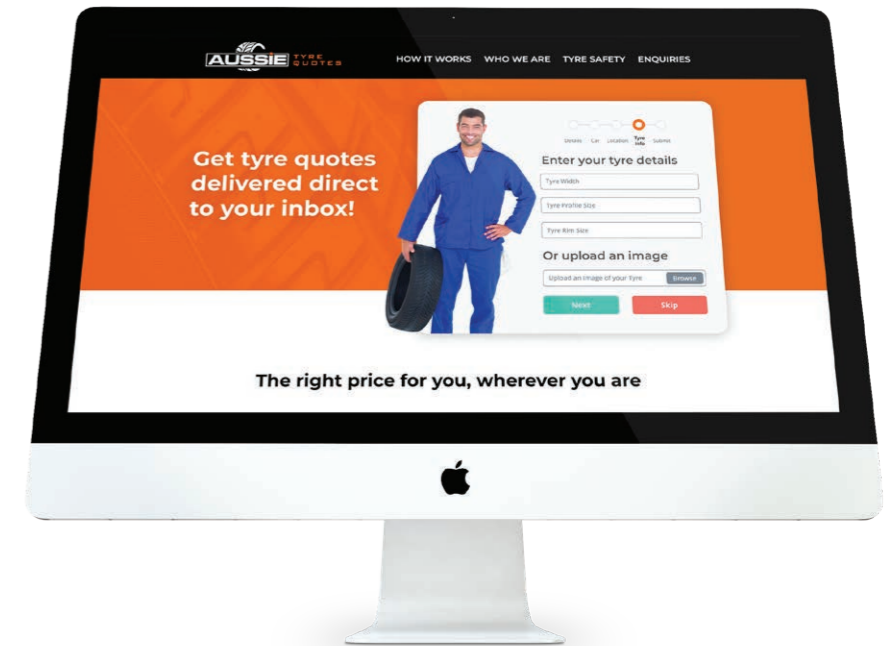 AUSSIE TYRE QUOTES
HOW IT WORKS WHO WE ARE TYRE SAFETY ENQUIRIES
Get tyre quotes
delivered direct
to your inbox!
Details Car Location Tyre Info Submit
Enter your tyre details
Tyre Width
Tyre Profile Size
Tyre Rim Size
Or upload an image
Upload an image of your Tyre Browse
Next Skip
The right price for you, wherever you are